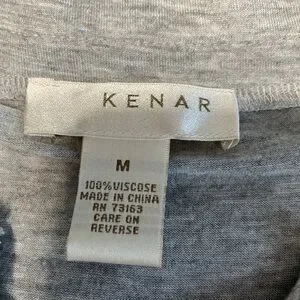 KENAR
M
100% VISCOSE
MADE IN CHINA
RN 73163
CARE ON
REVERSE